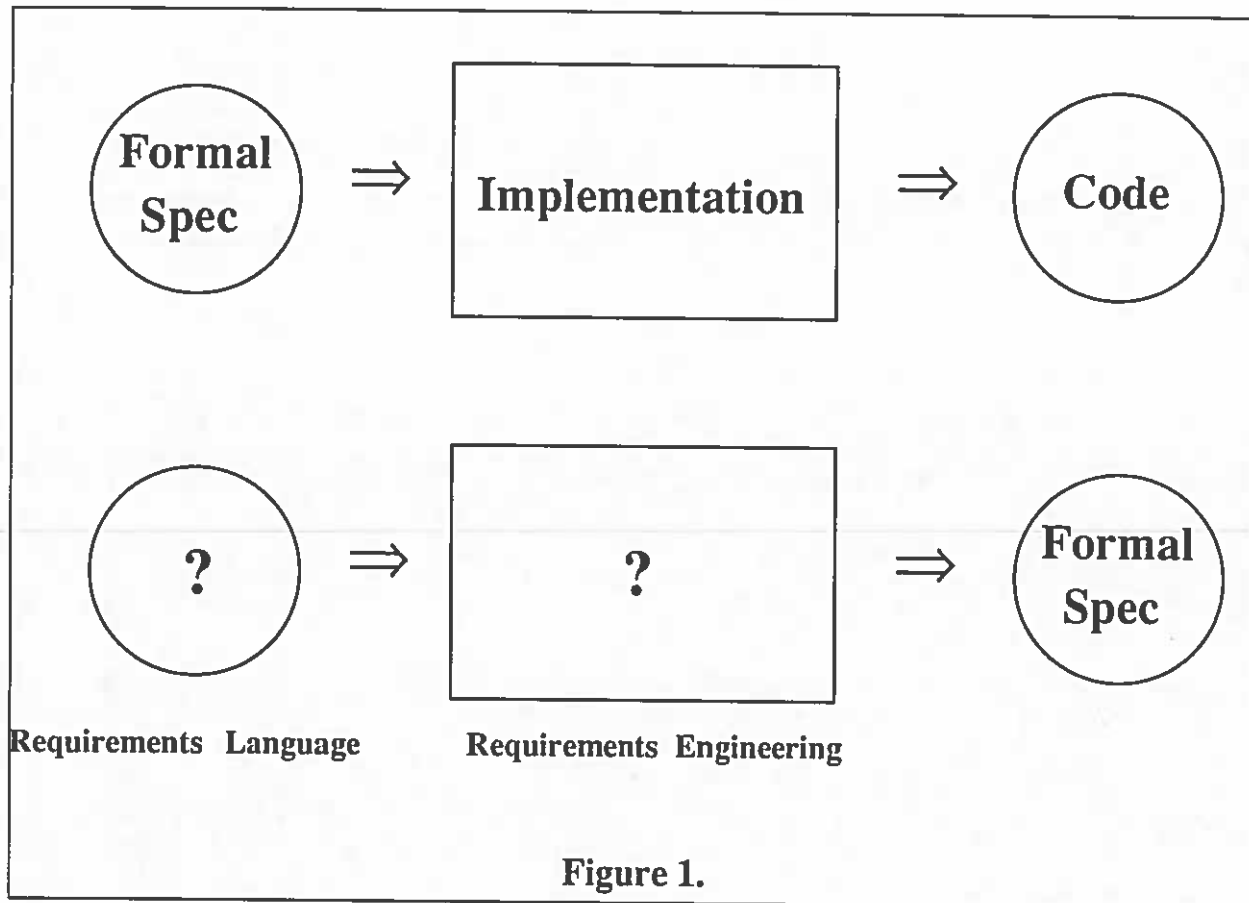 Formal
Spec
⇒
Implementation
⇒
Code
?
⇒
?
⇒
Formal
Spec
Requirements Language
Requirements Engineering
Figure 1.